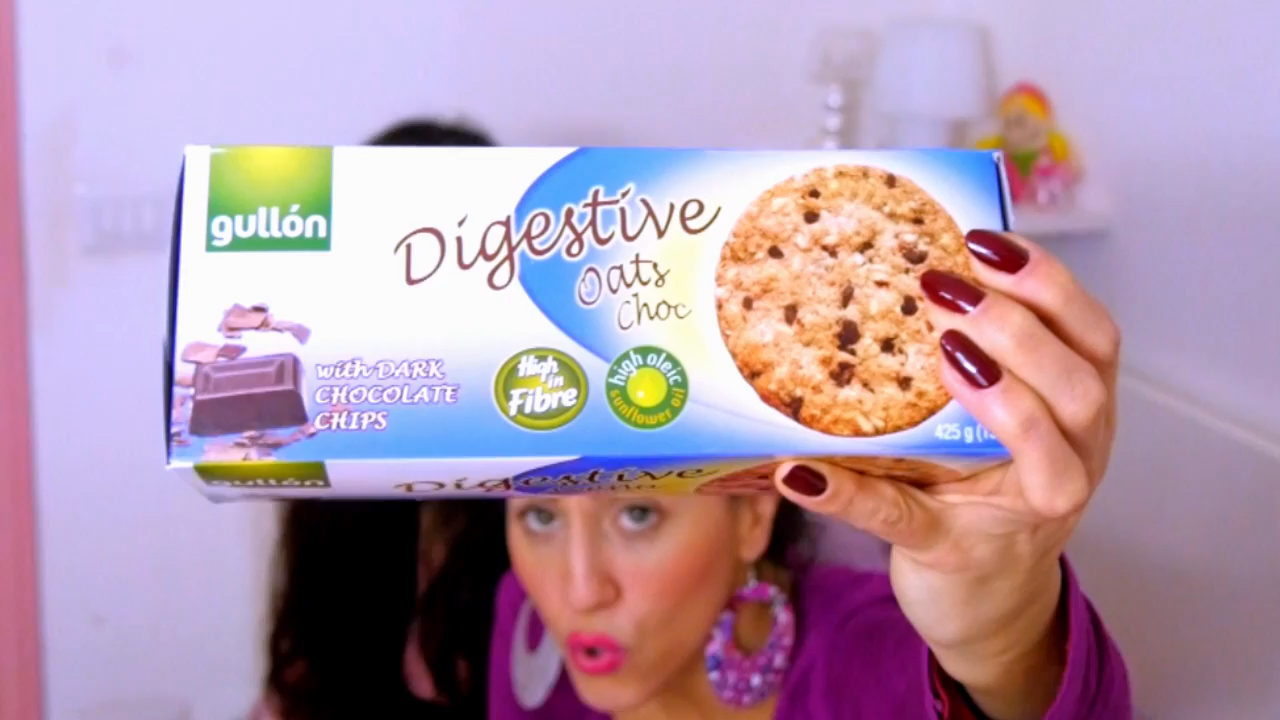 gullón
Digestive
Oats
Choc
with DARK
CHOCOLATE
CHIPS
High
in
Fibre
high oleic
sunflower oil
425 g
gullón
Digestive